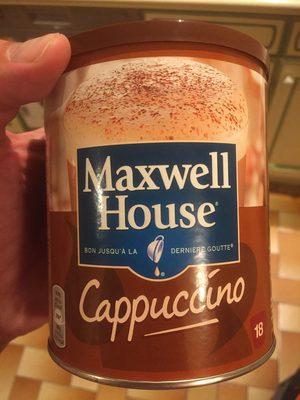 Maxwell
House®
BON JUSQU'À LA DERNIÈRE GOUTTE®
Cappuccino
18